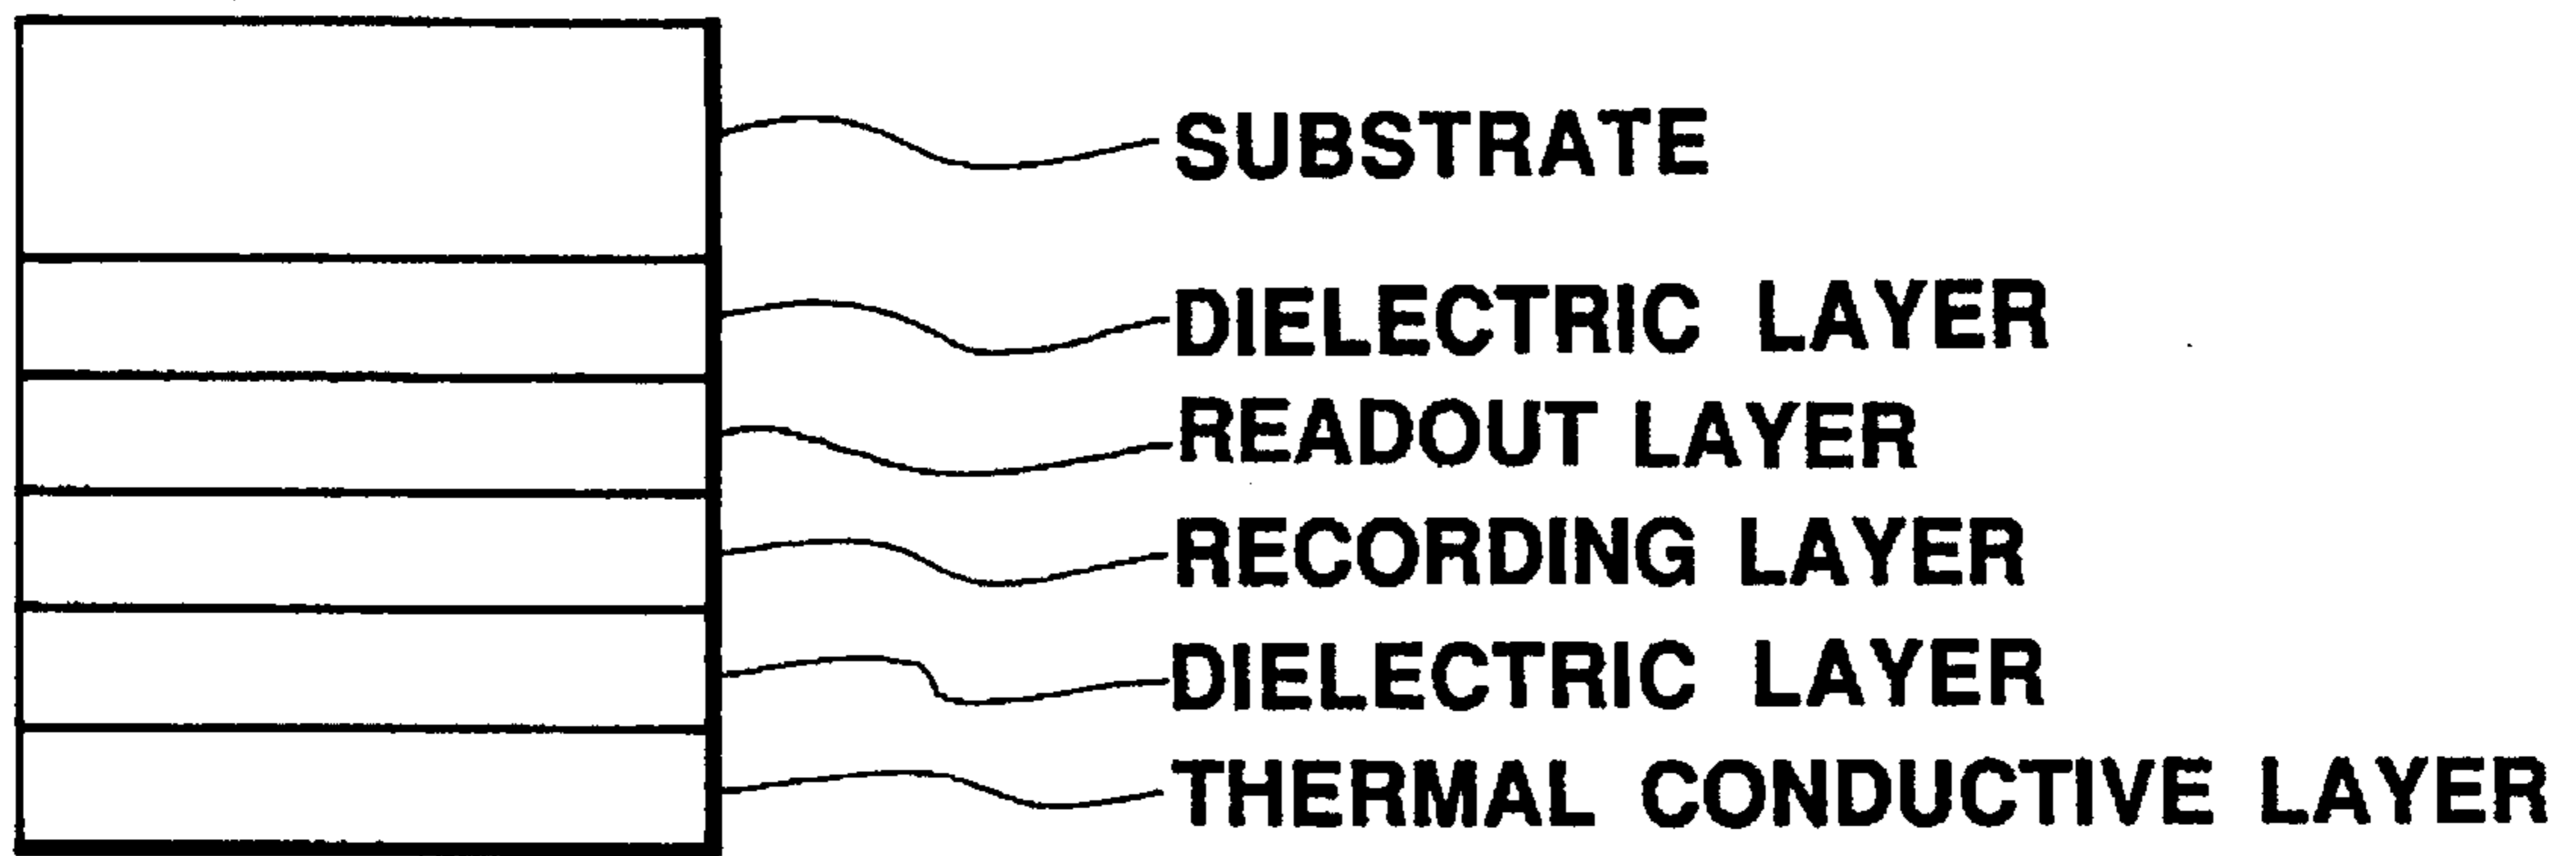 SUBSTRATE
DIELECTRIC LAYER
READOUT LAYER
RECORDING LAYER
DIELECTRIC LAYER
THERMAL CONDUCTIVE LAYER